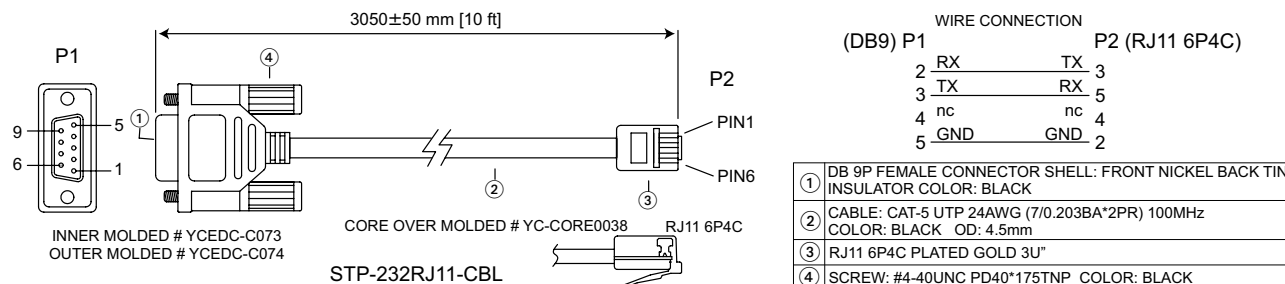 3050±50 mm [10 ft]
P1
④
①
9
5
6
1
②
P2
PIN1
PIN6
③
INNER MOLDED # YCEDC-C073
OUTER MOLDED # YCEDC-C074
CORE OVER MOLDED # YC-CORE0038
RJ11 6P4C
STP-232RJ11-CBL
WIRE CONNECTION
(DB9) P1 P2 (RJ11 6P4C)
2 RX TX 3
3 TX RX 5
4 nc nc 4
5 GND GND 2
① DB 9P FEMALE CONNECTOR SHELL: FRONT NICKEL BACK TIN
INSULATOR COLOR: BLACK
② CABLE: CAT-5 UTP 24AWG (7/0.203BA*2PR) 100MHz
COLOR: BLACK OD: 4.5mm
③ RJ11 6P4C PLATED GOLD 3U”
④ SCREW: #4-40UNC PD40*175TNP COLOR: BLACK